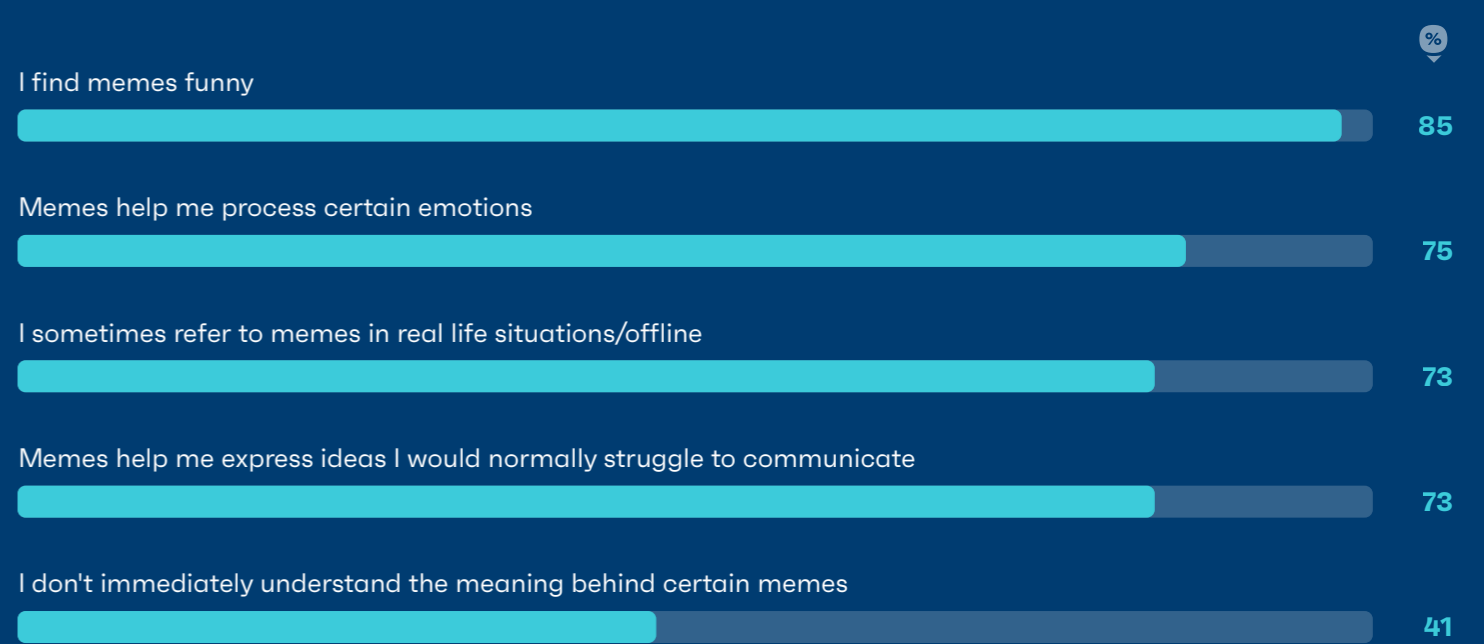 %
I find memes funny
85
Memes help me process certain emotions
75
I sometimes refer to memes in real life situations/offline
73
Memes help me express ideas I would normally struggle to communicate
73
I don't immediately understand the meaning behind certain memes
41